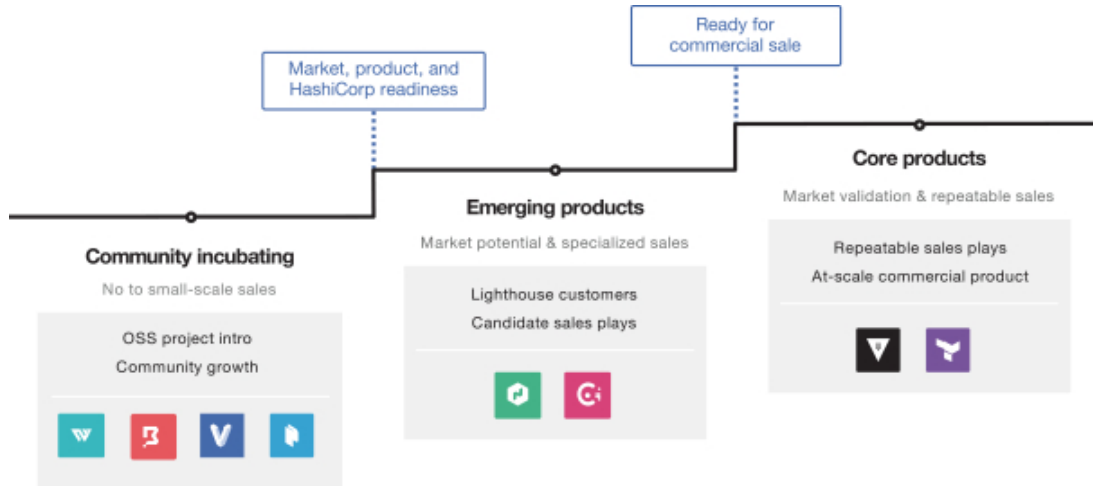 Ready for
commercial sale
Market, product, and
HashiCorp readiness
Core products
Market validation & repeatable sales
Repeatable sales plays
At-scale commercial product
Emerging products
Market potential & specialized sales
Lighthouse customers
Candidate sales plays
Community incubating
No to small-scale sales
OSS project intro
Community growth